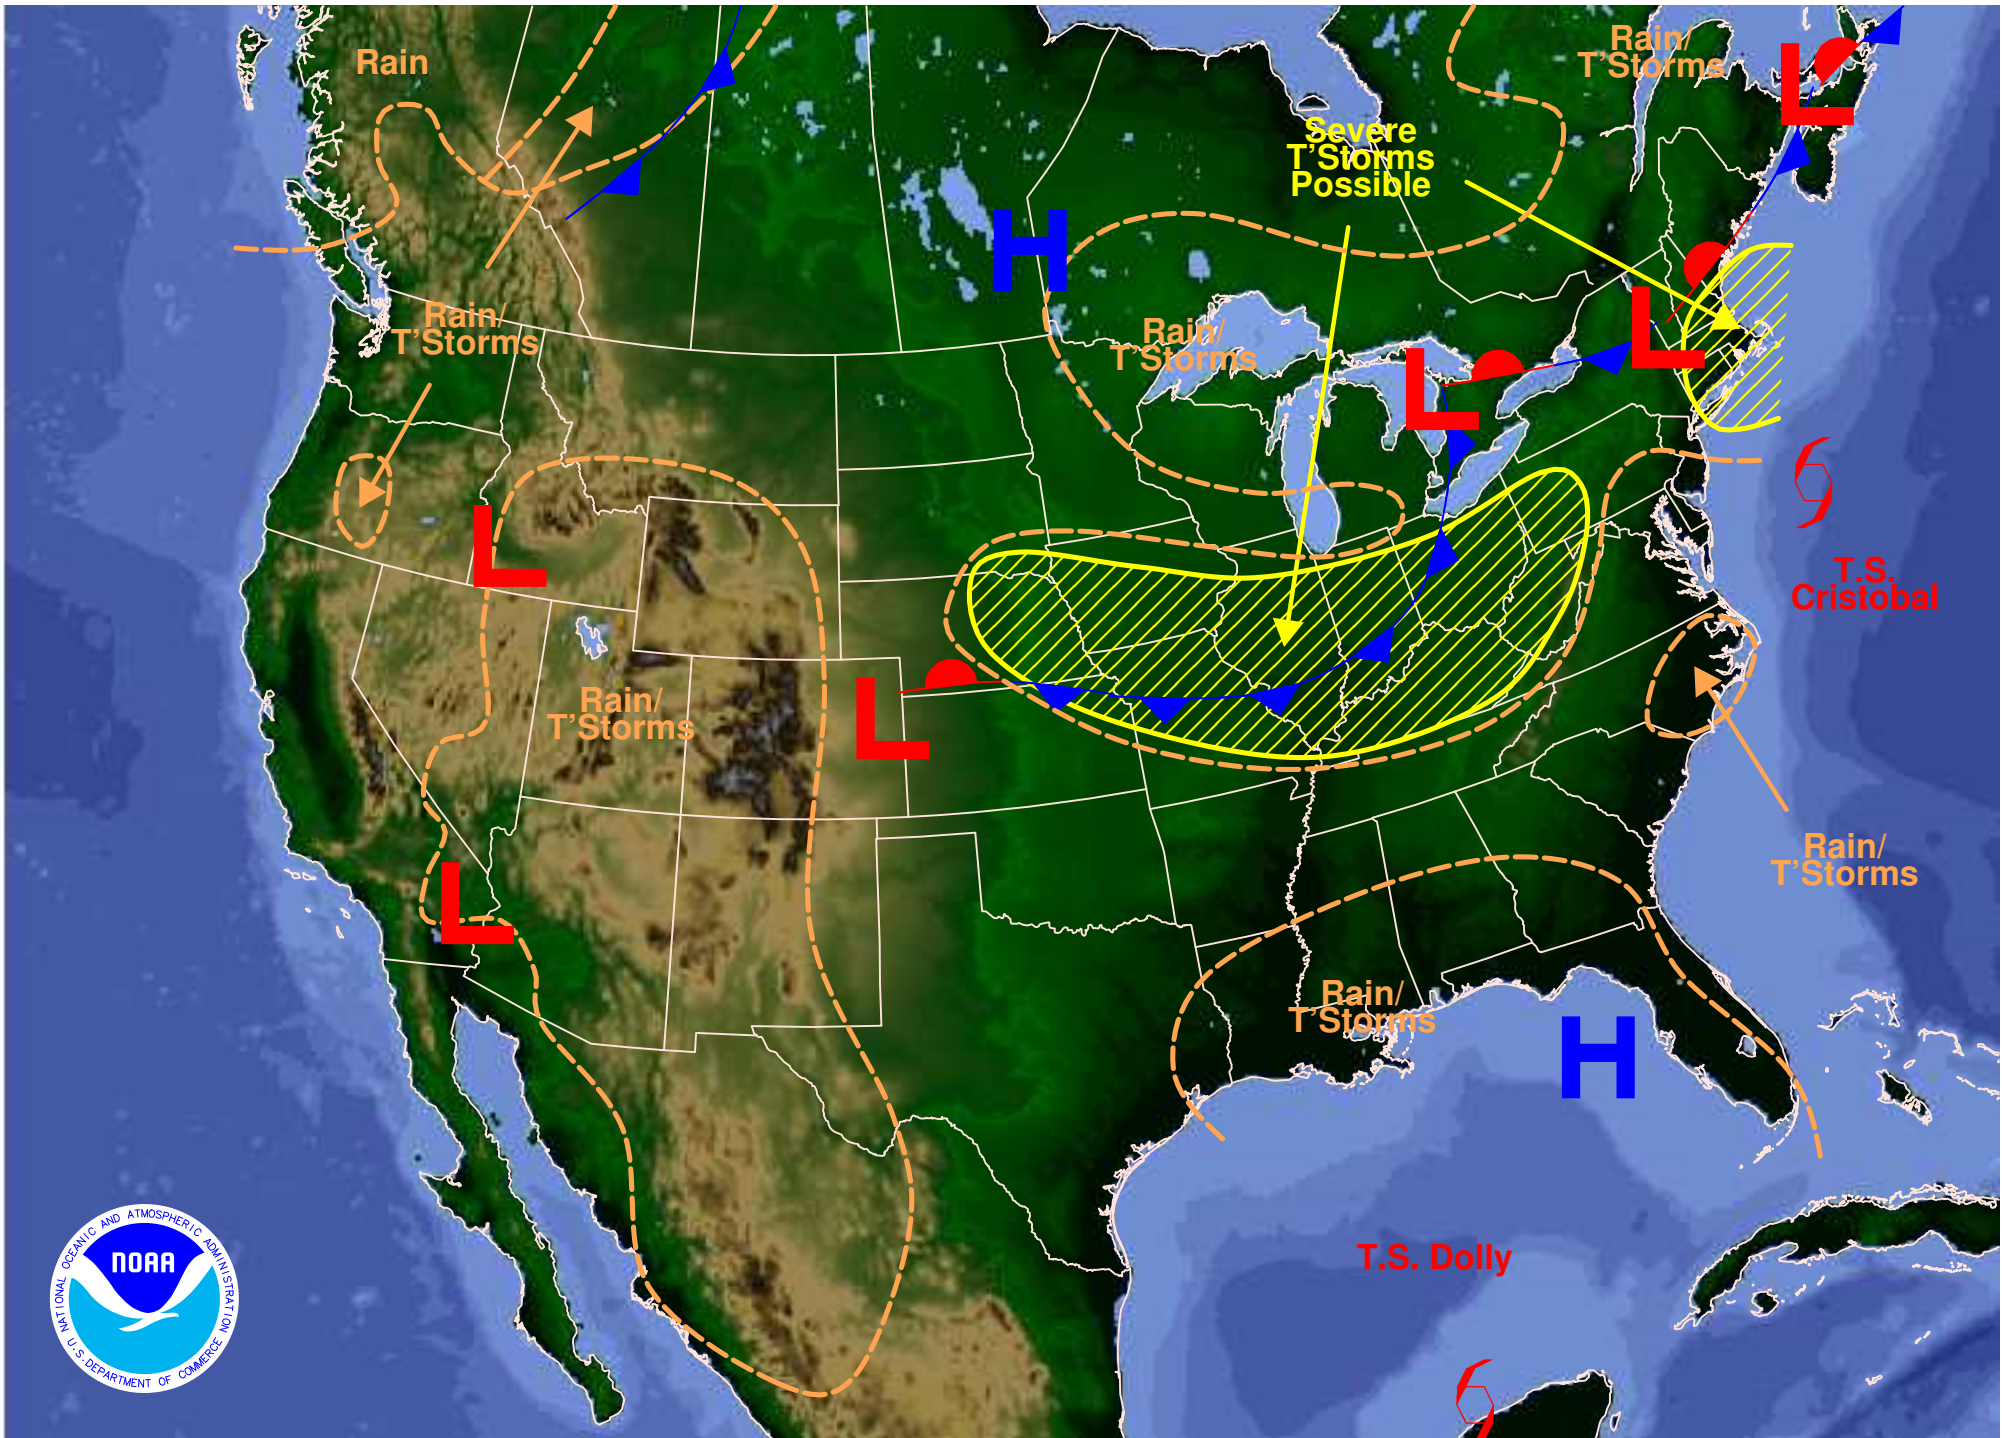 Rain
Rain/
T'Storms
Severe
T'Storms
Possible
H
L
Rain/
T'Storms
Rain/
T'Storms
L
L
L
T.S.
Cristobal
Rain/
T'Storms
L
Rain/
T'Storms
L
Rain/
T'Storms
H
T.S. Dolly
NATIONAL OCEANIC AND ATMOSPHERIC ADMINISTRATION
NOAA
U.S. DEPARTMENT OF COMMERCE